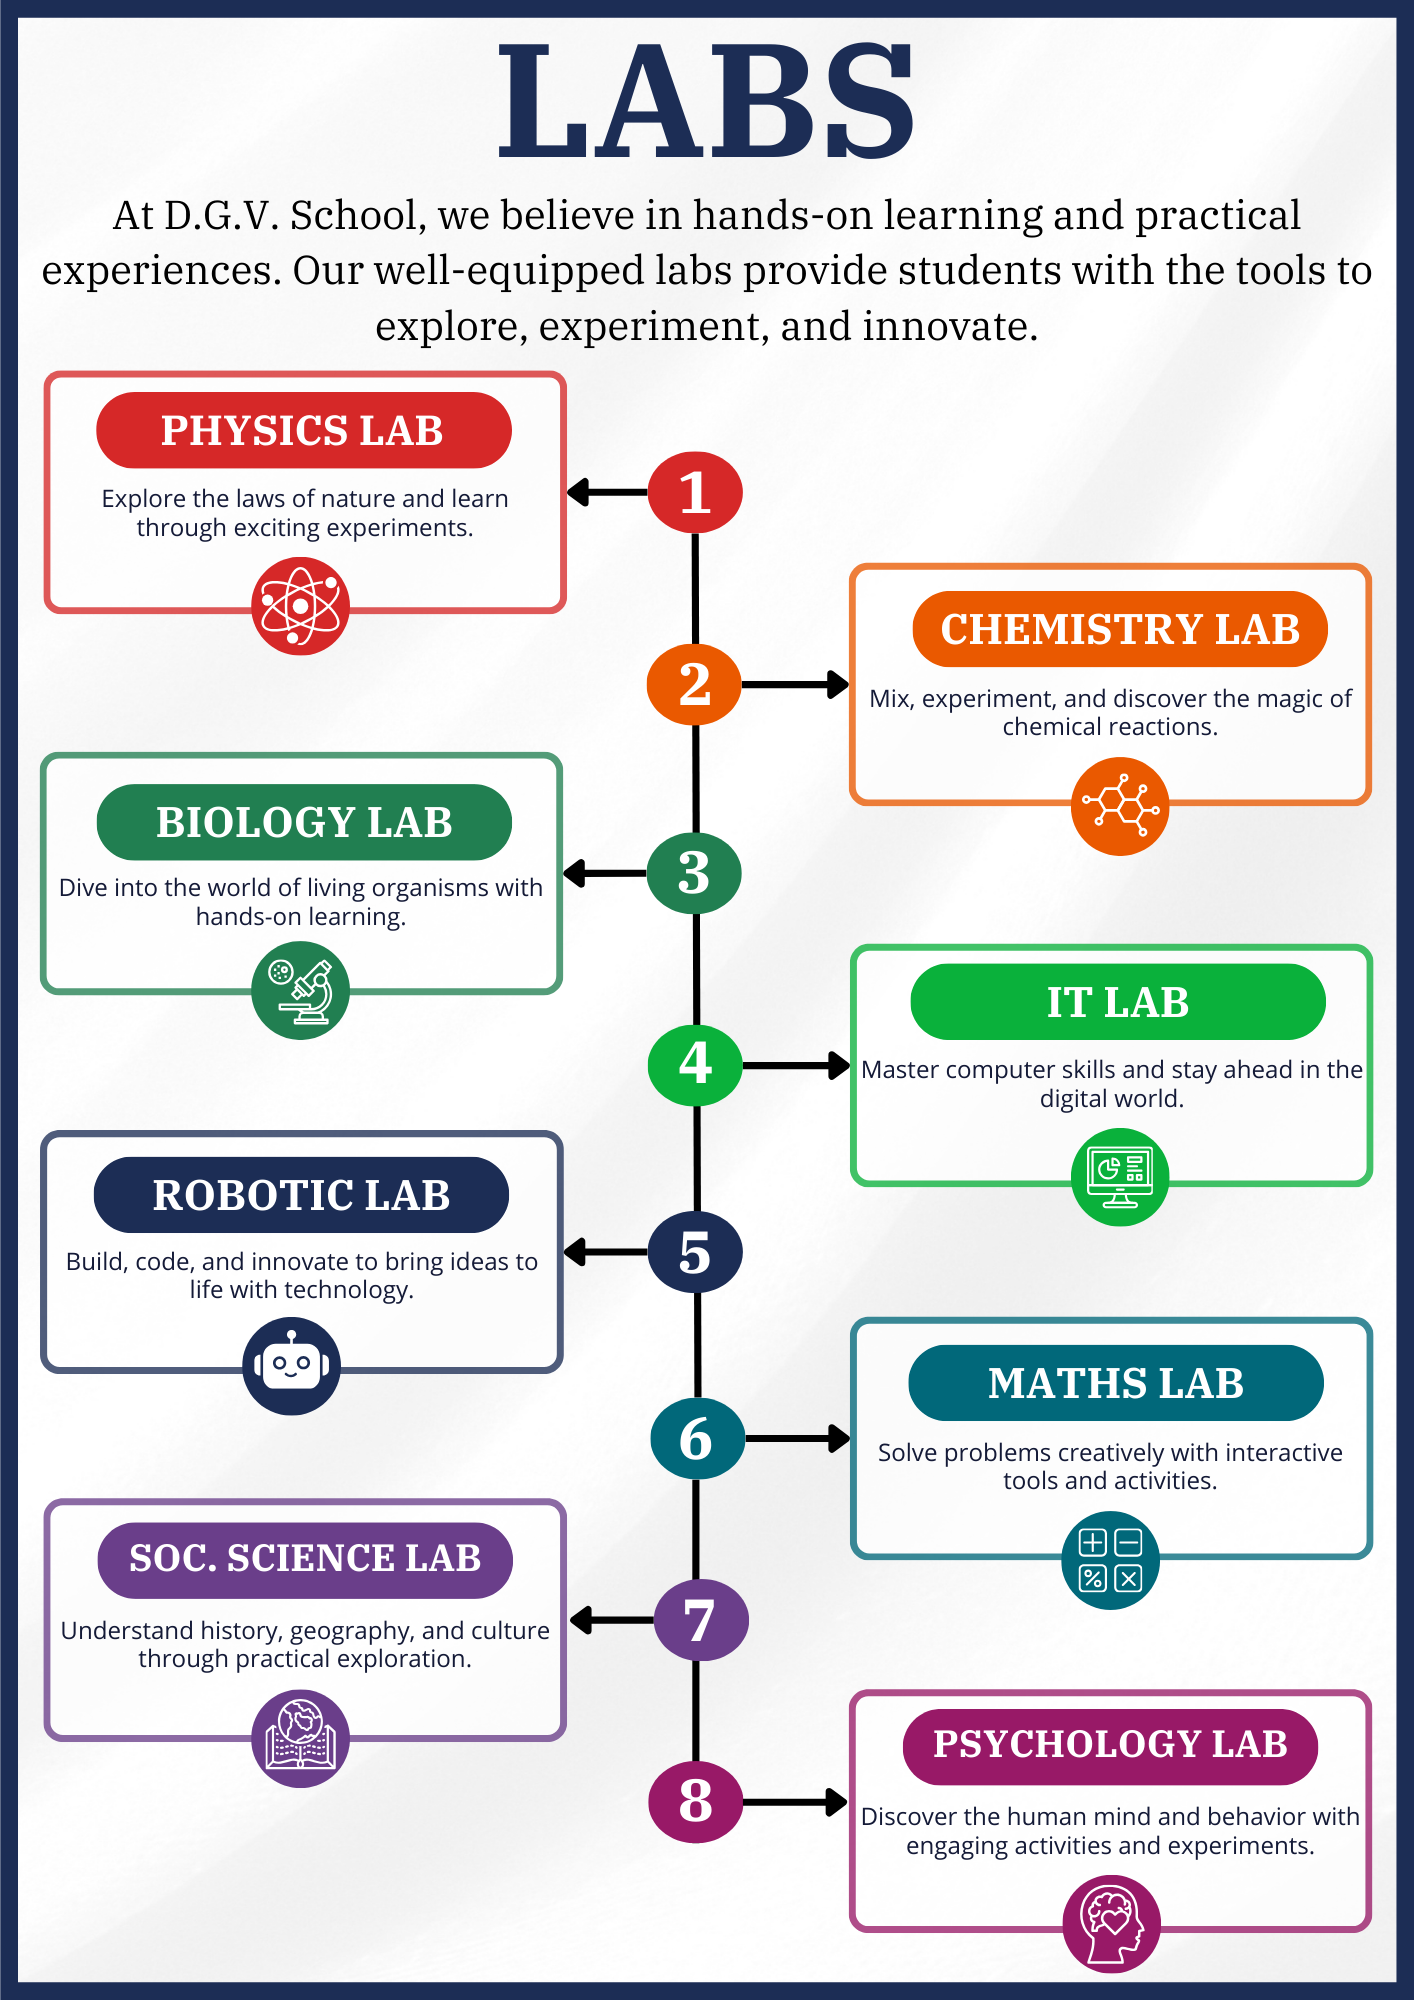 LABS
At D.G.V. School, we believe in hands-on learning and practical
experiences. Our well-equipped labs provide students with the tools to
explore, experiment, and innovate.
PHYSICS LAB
Explore the laws of nature and learn
through exciting experiments.
1
2
CHEMISTRY LAB
Mix, experiment, and discover the magic of
chemical reactions.
BIOLOGY LAB
Dive into the world of living organisms with
hands-on learning.
3
4
IT LAB
Master computer skills and stay ahead in the
digital world.
ROBOTIC LAB
Build, code, and innovate to bring ideas to
life with technology.
5
6
MATHS LAB
Solve problems creatively with interactive
tools and activities.
SOC. SCIENCE LAB
Understand history, geography, and culture
through practical exploration.
7
8
PSYCHOLOGY LAB
Discover the human mind and behavior with
engaging activities and experiments.